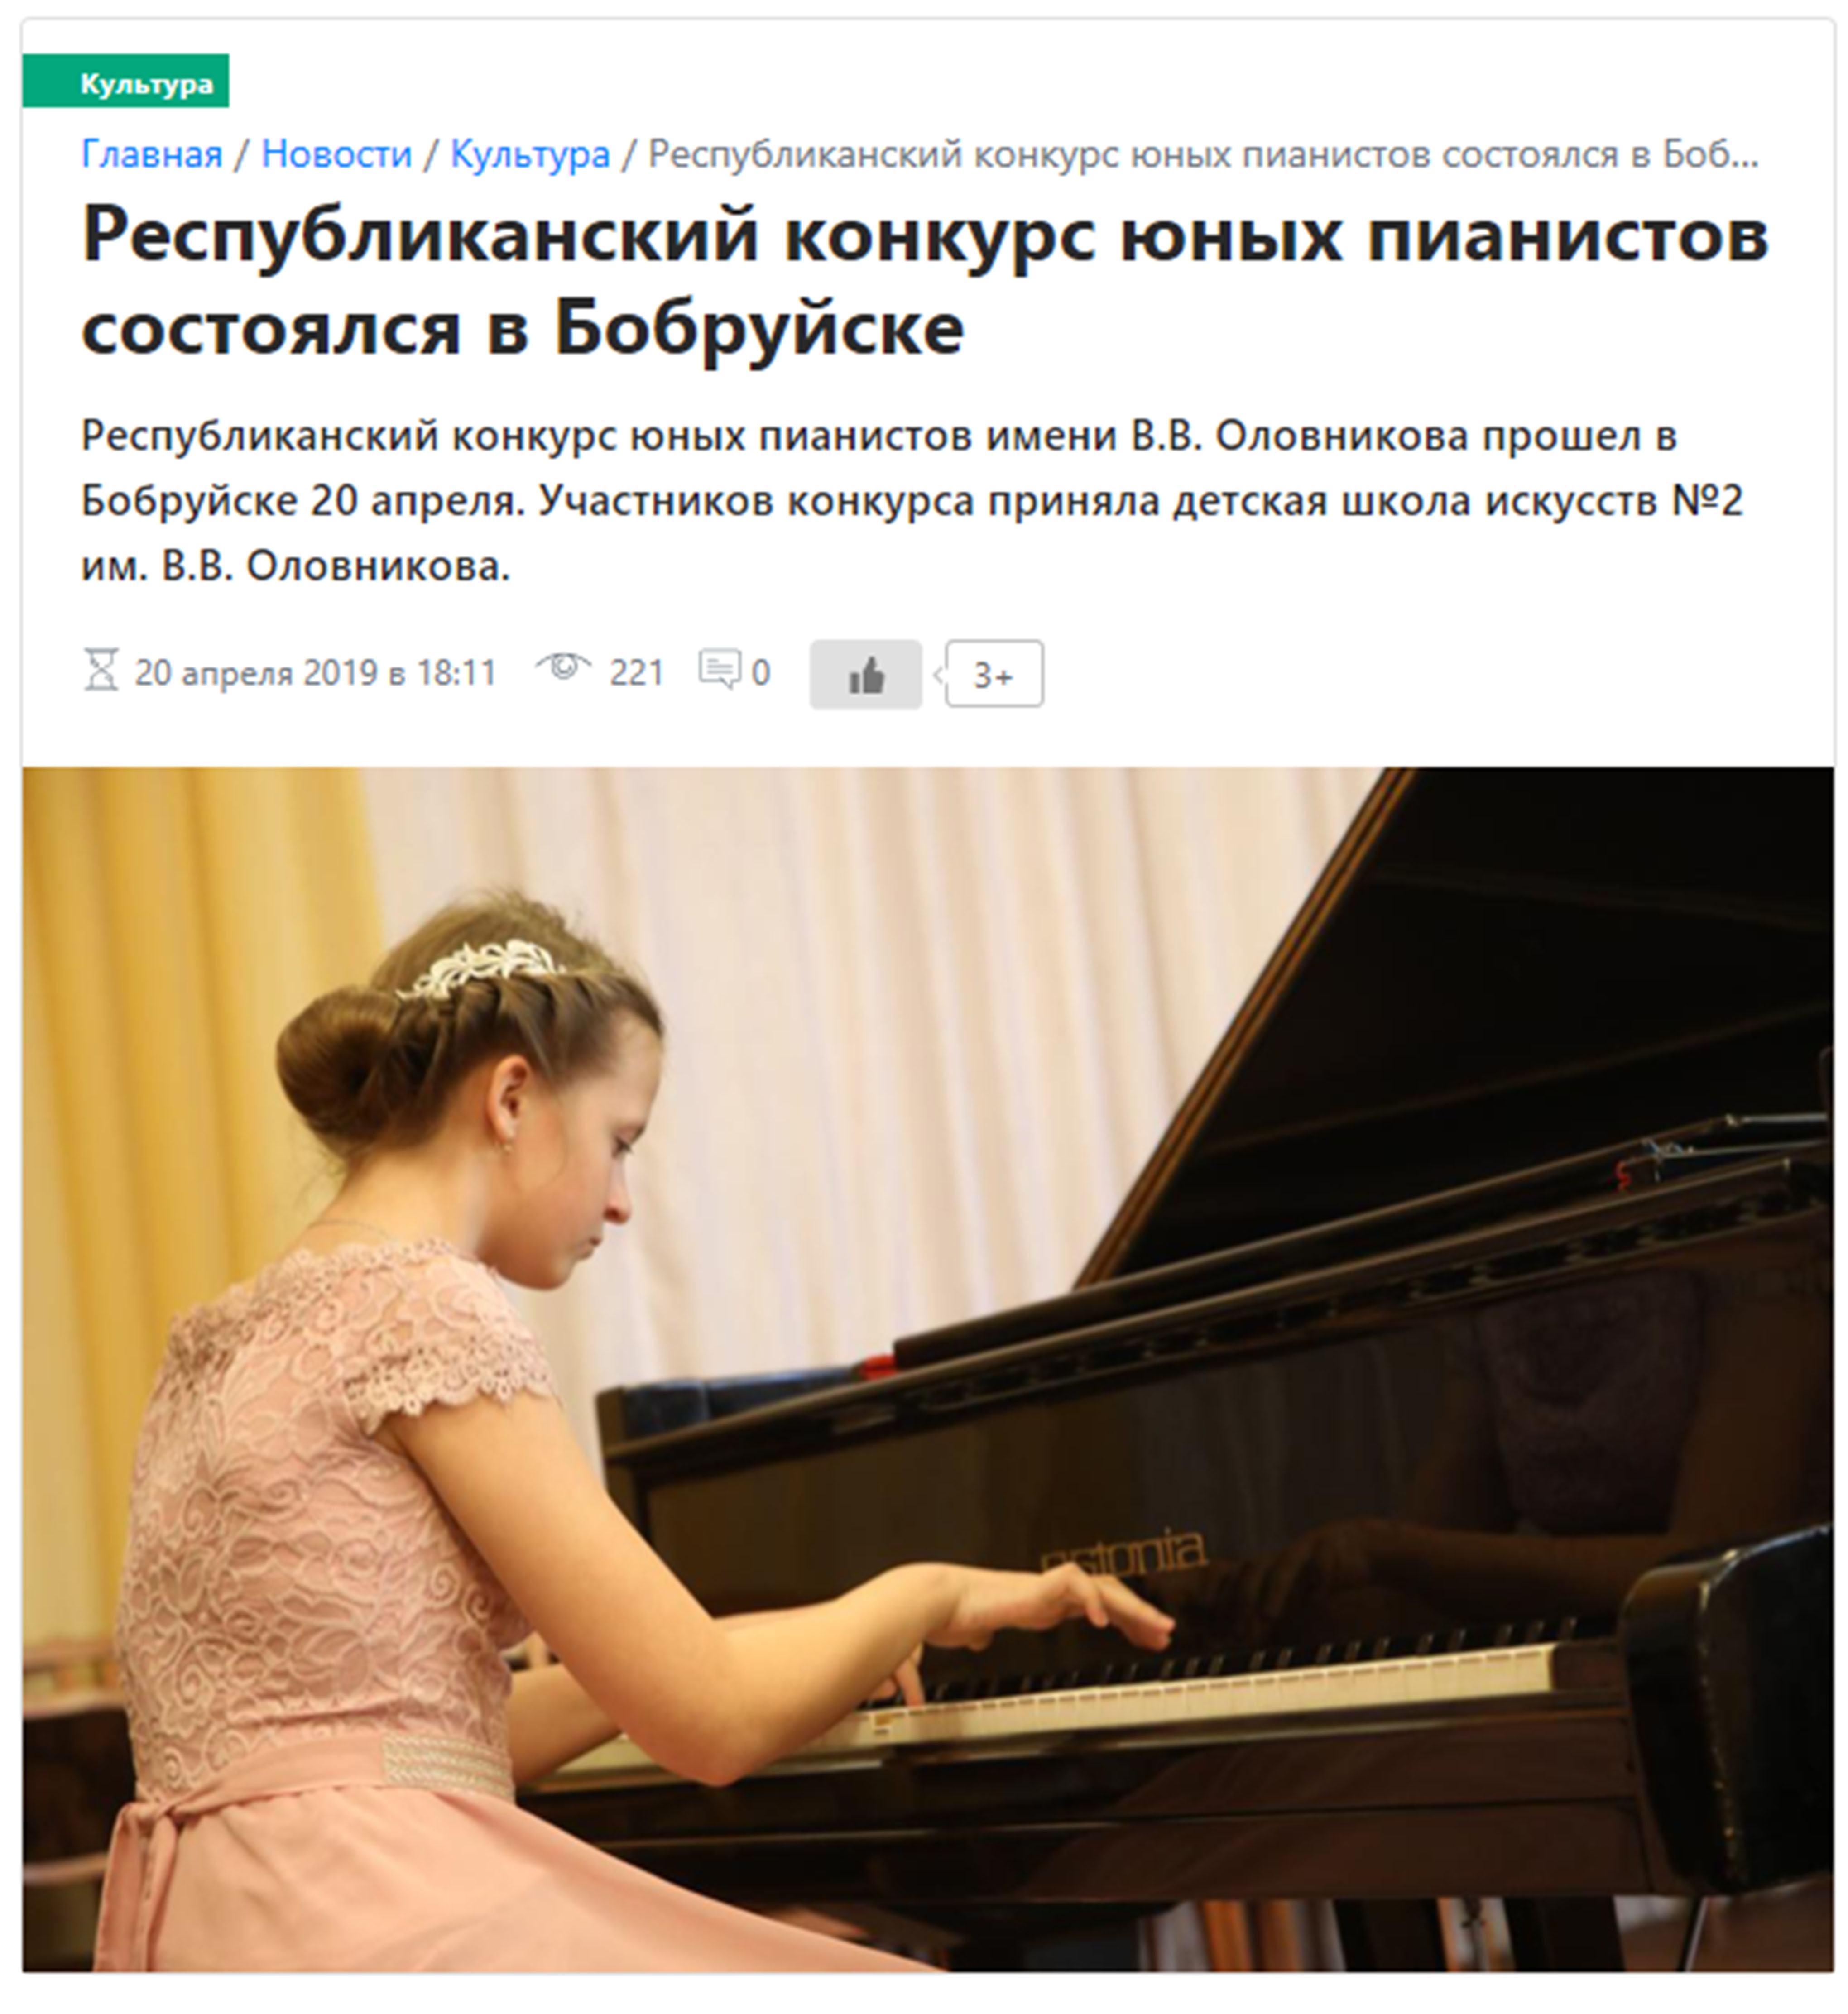 Культура
Главная / Новости / Культура / Республиканский конкурс юных пианистов состоялся в Боб...
Республиканский конкурс юных пианистов
состоялся в Бобруйске
Республиканский конкурс юных пианистов имени В.В. Оловникова прошел в
Бобруйске 20 апреля. Участников конкурса приняла детская школа искусств №2
им. В.В. Оловникова.
20 апреля 2019 в 18:11 221 0 3+
estonia